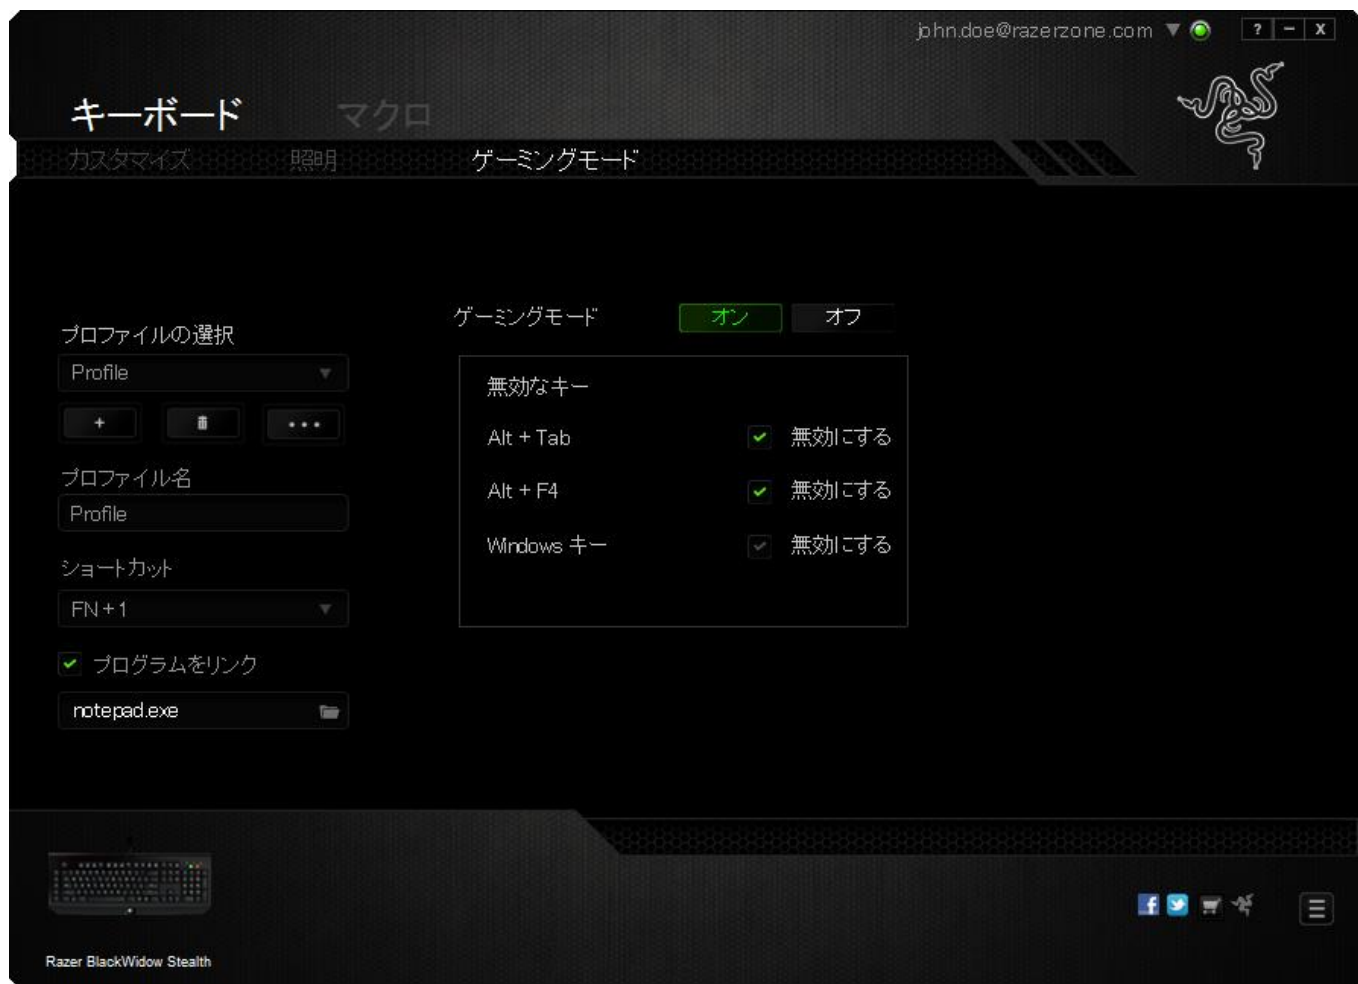 john.doe@razerzone.com
? – X
キーボード マクロ
カスタマイズ 照明 ゲーミングモード
プロファイルの選択
Profile
+ •••
プロファイル名
Profile
ショートカット
FN + 1
プログラムをリンク
notepad.exe
ゲーミングモード オン オフ
無効なキー
Alt + Tab 無効にする
Alt + F4 無効にする
Windows キー 無効にする
Razer BlackWidow Stealth